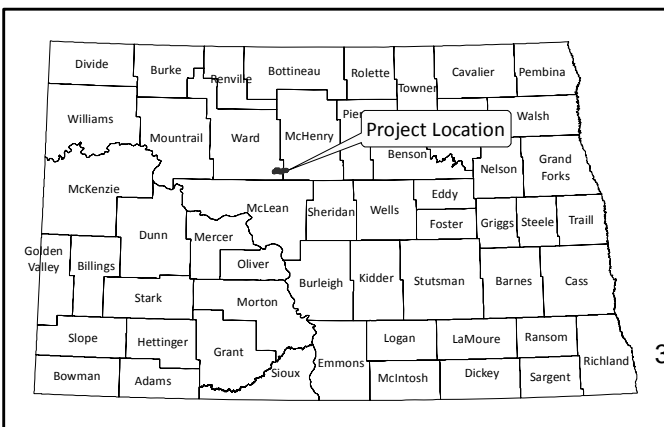 Divide
Burke
Renville
Bottineau
Rolette
Towner
Cavalier
Pembina
Williams
Mountrail
Ward
McHenry
Project Location
Walsh
Benson
Nelson
Grand
Forks
McKenzie
McLean
Sheridan
Wells
Eddy
Foster
Griggs
Steele
Traill
Dunn
Mercer
Oliver
Golden
Valley
Billings
Burleigh
Kidder
Stutsman
Barnes
Cass
Stark
Morton
Slope
Hettinger
Grant
Logan
LaMoure
Ransom
Richland
Bowman
Adams
Sioux
Emmons
McIntosh
Dickey
Sargent